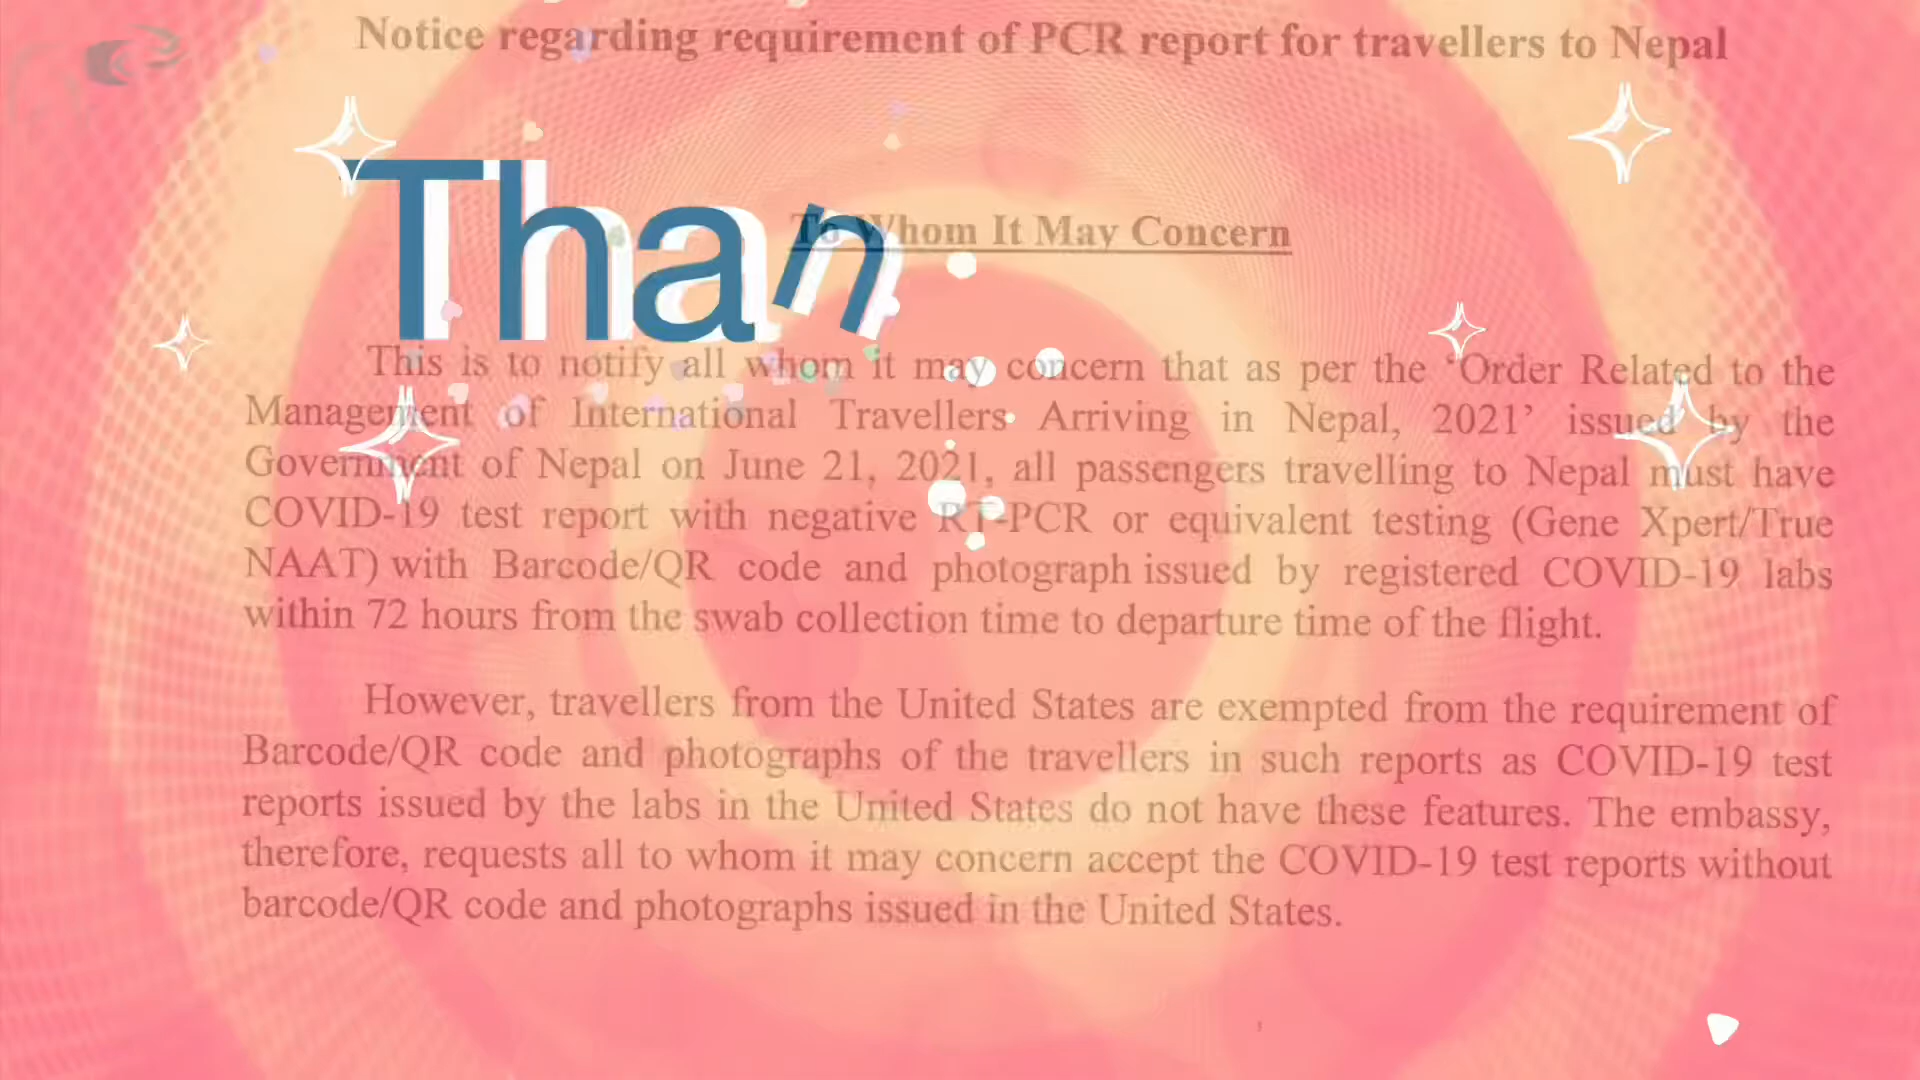 Notice regarding requirement of PCR report for travellers to Nepal
Than
To Whom It May Concern
This is to notify all whom it may concern that as per the ‘Order Related to the
Management of International Travellers Arriving in Nepal, 2021’ issued by the
Government of Nepal on June 21, 2021, all passengers travelling to Nepal must have
COVID-19 test report with negative RT-PCR or equivalent testing (Gene Xpert/True
NAAT) with Barcode/QR code and photograph issued by registered COVID-19 labs
within 72 hours from the swab collection time to departure time of the flight.
However, travellers from the United States are exempted from the requirement of
Barcode/QR code and photographs of the travellers in such reports as COVID-19 test
reports issued by the labs in the United States do not have these features. The embassy,
therefore, requests all to whom it may concern accept the COVID-19 test reports without
barcode/QR code and photographs issued in the United States.